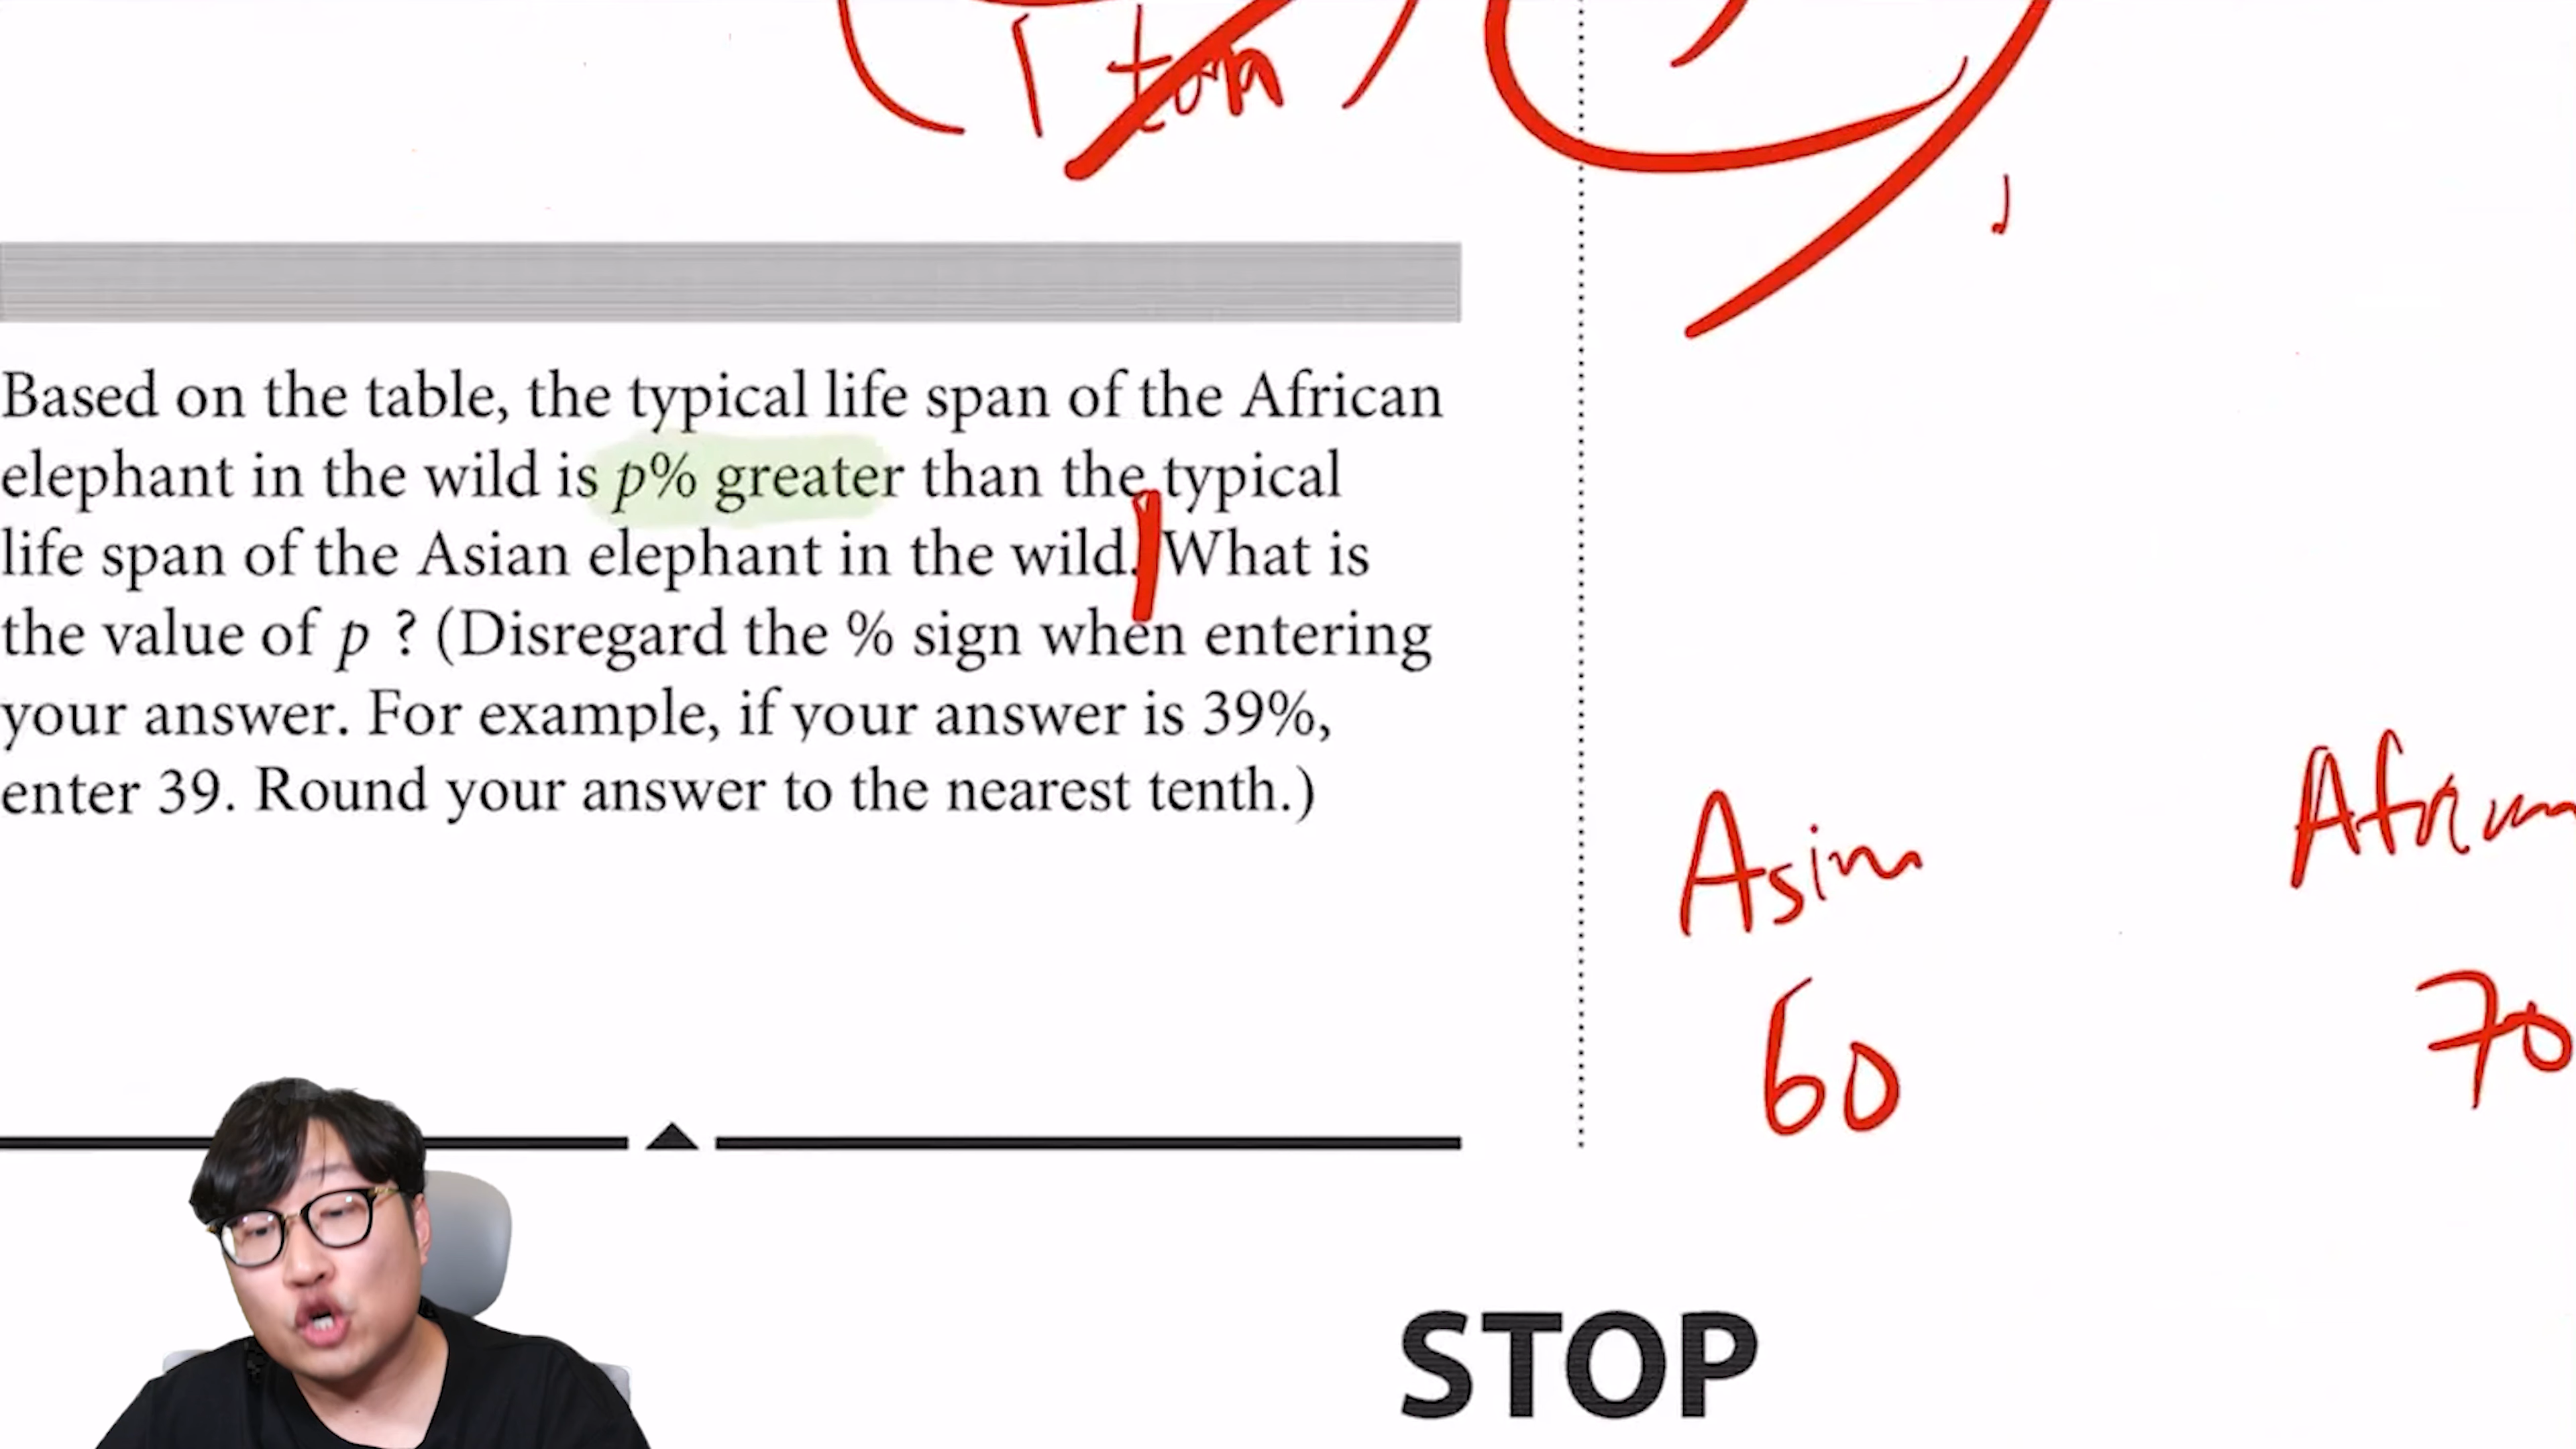 1 ton
Based on the table, the typical life span of the African
elephant in the wild is p% greater than the typical
life span of the Asian elephant in the wild. What is
the value of p ? (Disregard the % sign when entering
your answer. For example, if your answer is 39%,
enter 39. Round your answer to the nearest tenth.)
Asian
African
60
70
STOP